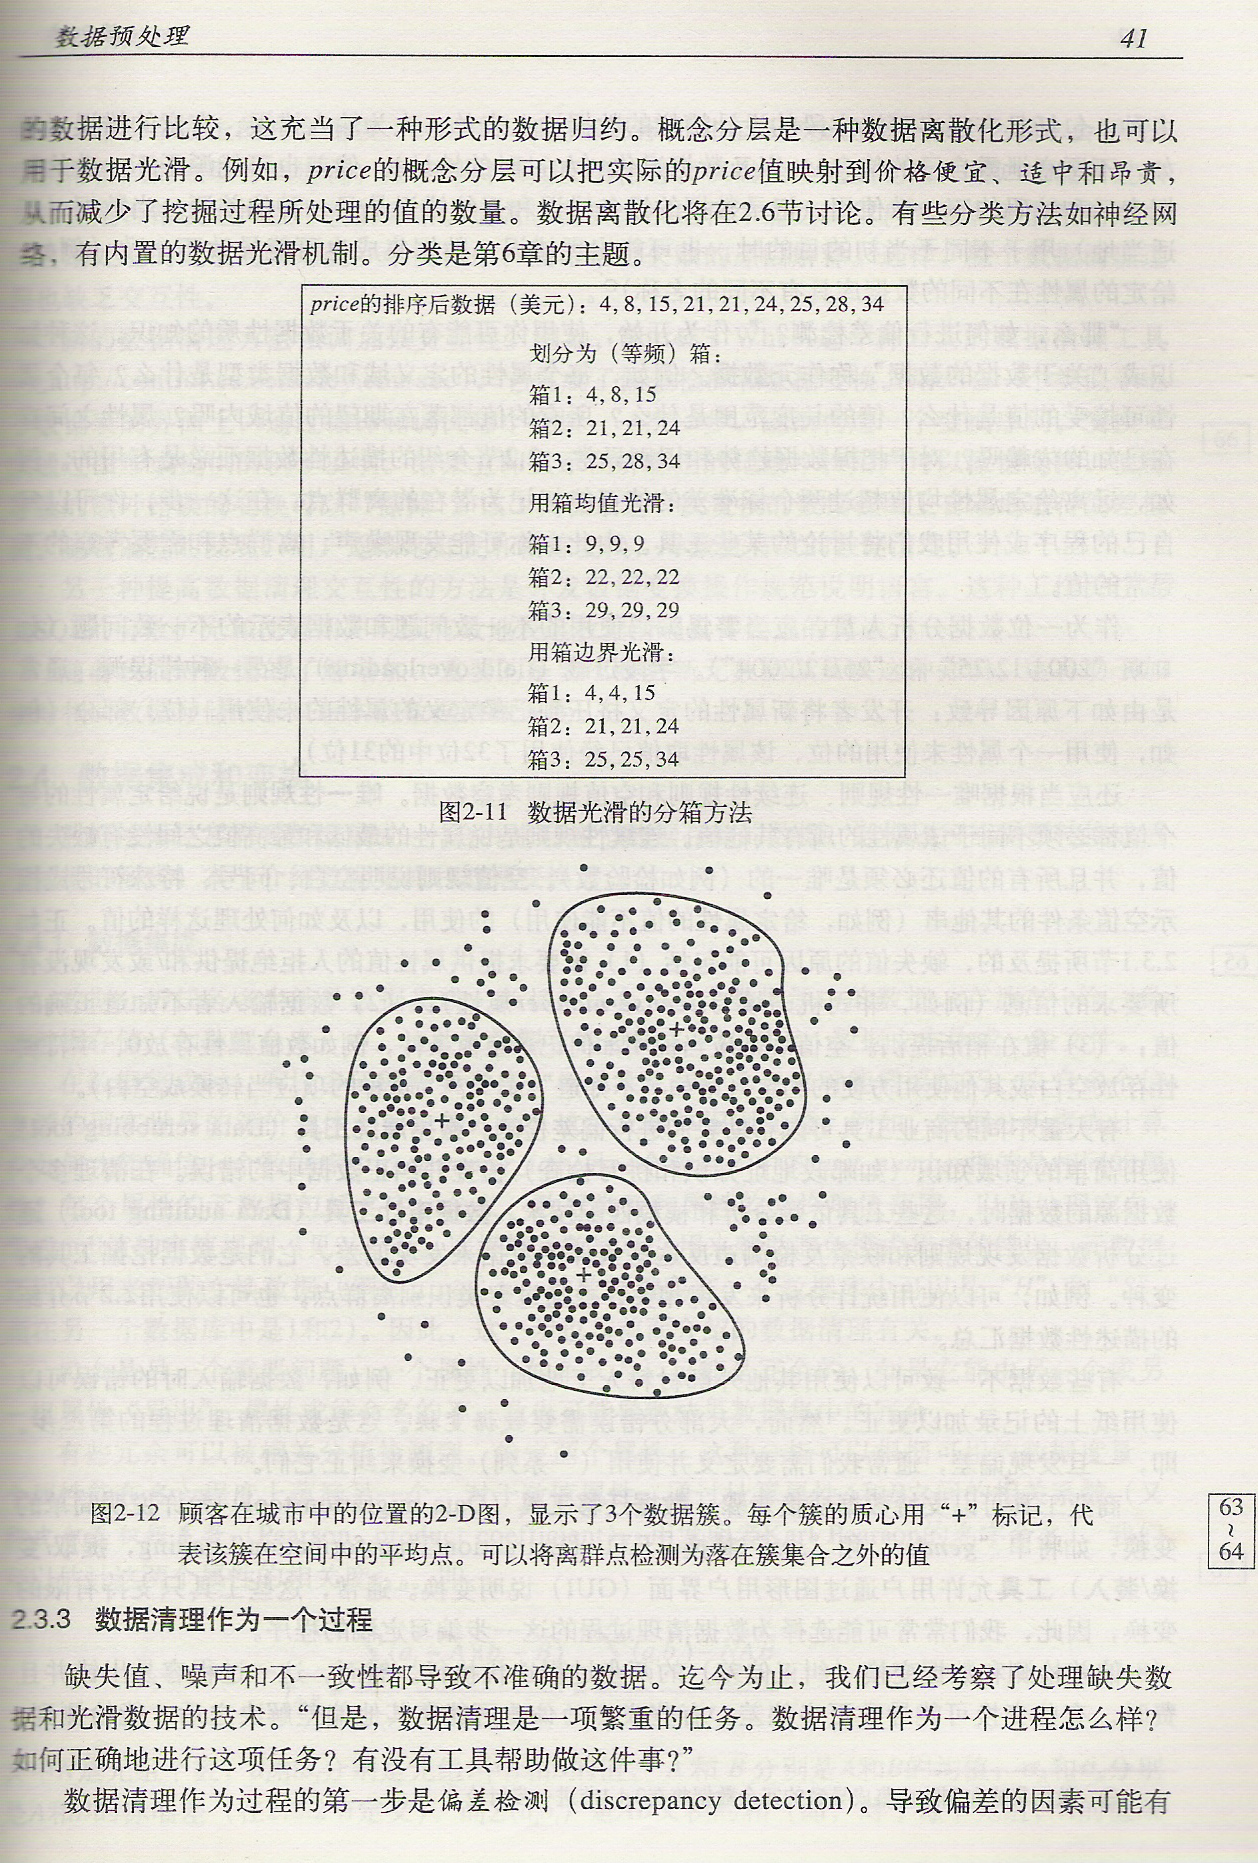 数据预处理 41
的数据进行比较，这充当了一种形式的数据归约。概念分层是一种数据离散化形式，也可以
用于数据光滑。例如，price的概念分层可以把实际的price值映射到价格便宜、适中和昂贵，
从而减少了挖掘过程所处理的值的数量。数据离散化将在2.6节讨论。有些分类方法如神经网
络，有内置的数据光滑机制。分类是第6章的主题。
price的排序后数据（美元）：4, 8, 15, 21, 21, 24, 25, 28, 34
划分为（等频）箱：
箱1：4, 8, 15
箱2：21, 21, 24
箱3：25, 28, 34
用箱均值光滑：
箱1：9, 9, 9
箱2：22, 22, 22
箱3：29, 29, 29
用箱边界光滑：
箱1：4, 4, 15
箱2：21, 21, 24
箱3：25, 25, 34
图2-11 数据光滑的分箱方法
图2-12 顾客在城市中的位置的2-D图，显示了3个数据簇。每个簇的质心用“+”标记，代
表该簇在空间中的平均点。可以将离群点检测为落在簇集合之外的值
63
~
64
2.3.3 数据清理作为一个过程
缺失值、噪声和不一致性都导致不准确的数据。迄今为止，我们已经考察了处理缺失数
据和光滑数据的技术。“但是，数据清理是一项繁重的任务。数据清理作为一个进程怎么样？
如何正确地进行这项任务？有没有工具帮助做这件事？”
数据清理作为过程的第一步是偏差检测（discrepancy detection）。导致偏差的因素可能有